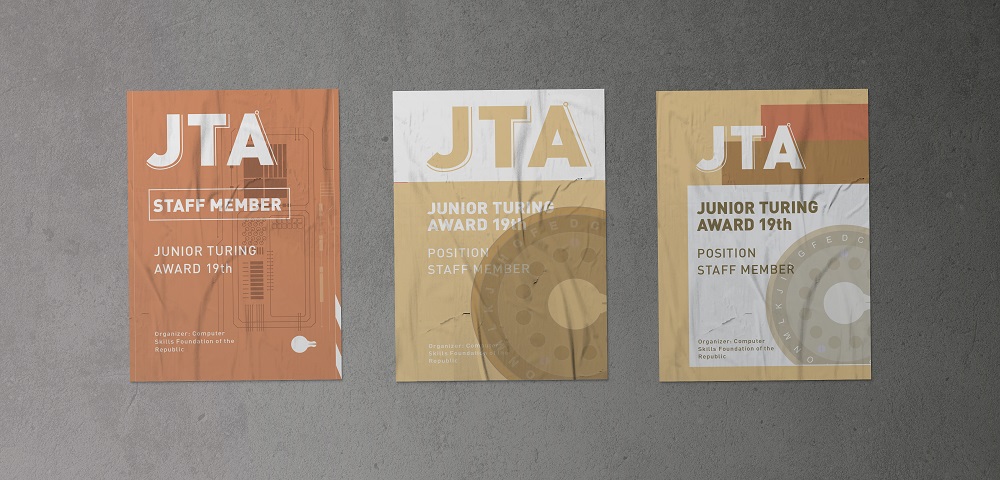 JTA
STAFF MEMBER
JUNIOR TURING
AWARD 19th
Organizer: Computer
Skills Foundation of the
Republic
JTA
JUNIOR TURING
AWARD 19th
POSITION
STAFF MEMBER
Organizer: Computer
Skills Foundation of the
Republic
JTA
JUNIOR TURING
AWARD 19th
POSITION
STAFF MEMBER
Organizer: Computer
Skills Foundation of the
Republic